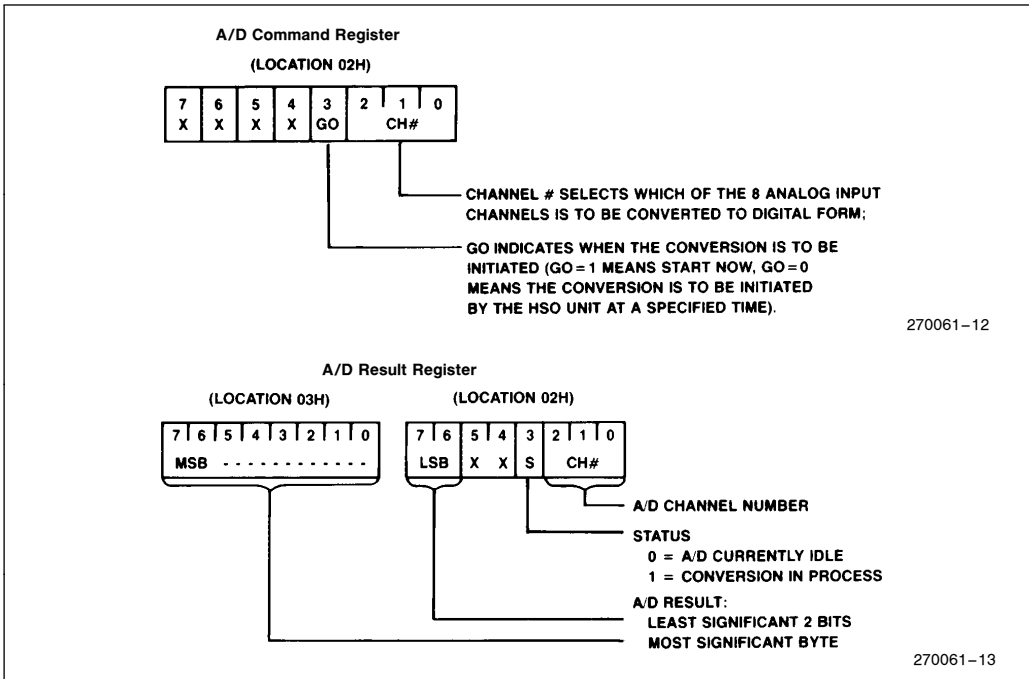 A/D Command Register
(LOCATION 02H)
7 6 5 4 3 2 1 0
X X X X GO CH#
CHANNEL # SELECTS WHICH OF THE 8 ANALOG INPUT
CHANNELS IS TO BE CONVERTED TO DIGITAL FORM;
GO INDICATES WHEN THE CONVERSION IS TO BE
INITIATED (GO = 1 MEANS START NOW, GO = 0
MEANS THE CONVERSION IS TO BE INITIATED
BY THE HSO UNIT AT A SPECIFIED TIME).
270061–12
A/D Result Register
(LOCATION 03H) (LOCATION 02H)
7 6 5 4 3 2 1 0 7 6 5 4 3 2 1 0
MSB - - - - - - - - - - - - LSB X X S CH#
A/D CHANNEL NUMBER
STATUS
0 = A/D CURRENTLY IDLE
1 = CONVERSION IN PROCESS
A/D RESULT:
LEAST SIGNIFICANT 2 BITS
MOST SIGNIFICANT BYTE
270061–13